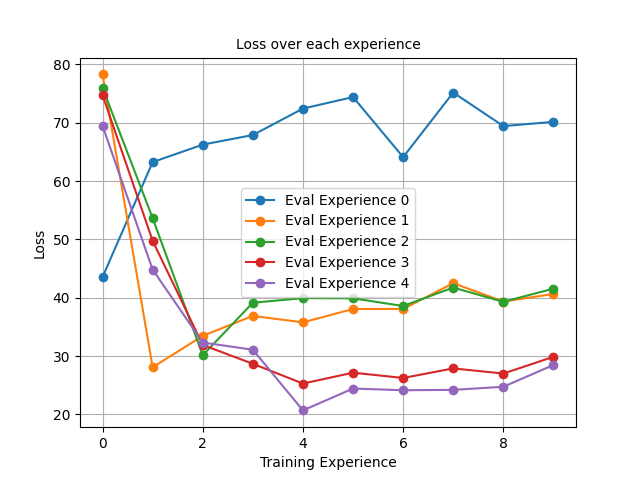 Loss over each experience
80
70
60
50
40
30
20
Loss
Eval Experience 0
Eval Experience 1
Eval Experience 2
Eval Experience 3
Eval Experience 4
0 2 4 6 8
Training Experience